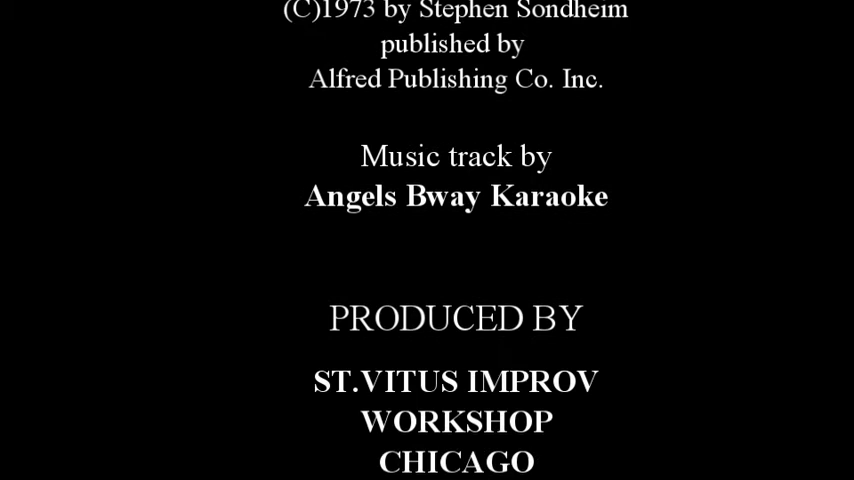 (C)1973 by Stephen Sondheim
published by
Alfred Publishing Co. Inc.
Music track by
Angels Bway Karaoke
PRODUCED BY
ST.VITUS IMPROV
WORKSHOP
CHICAGO